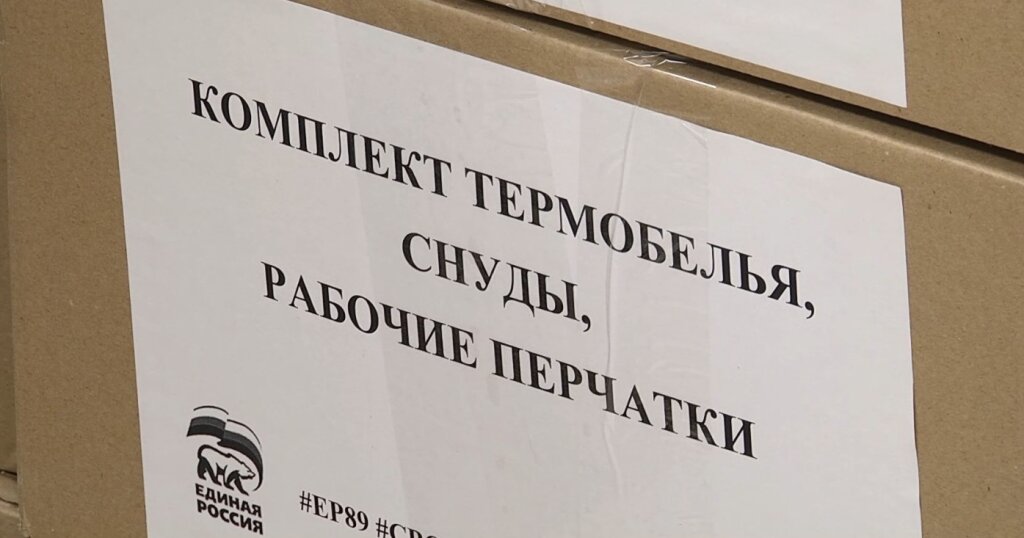 КОМПЛЕКТ ТЕРМОБЕЛЬЯ,
СНУДЫ,
РАБОЧИЕ ПЕРЧАТКИ
ЕДИНАЯ
РОССИЯ
#ЕР89